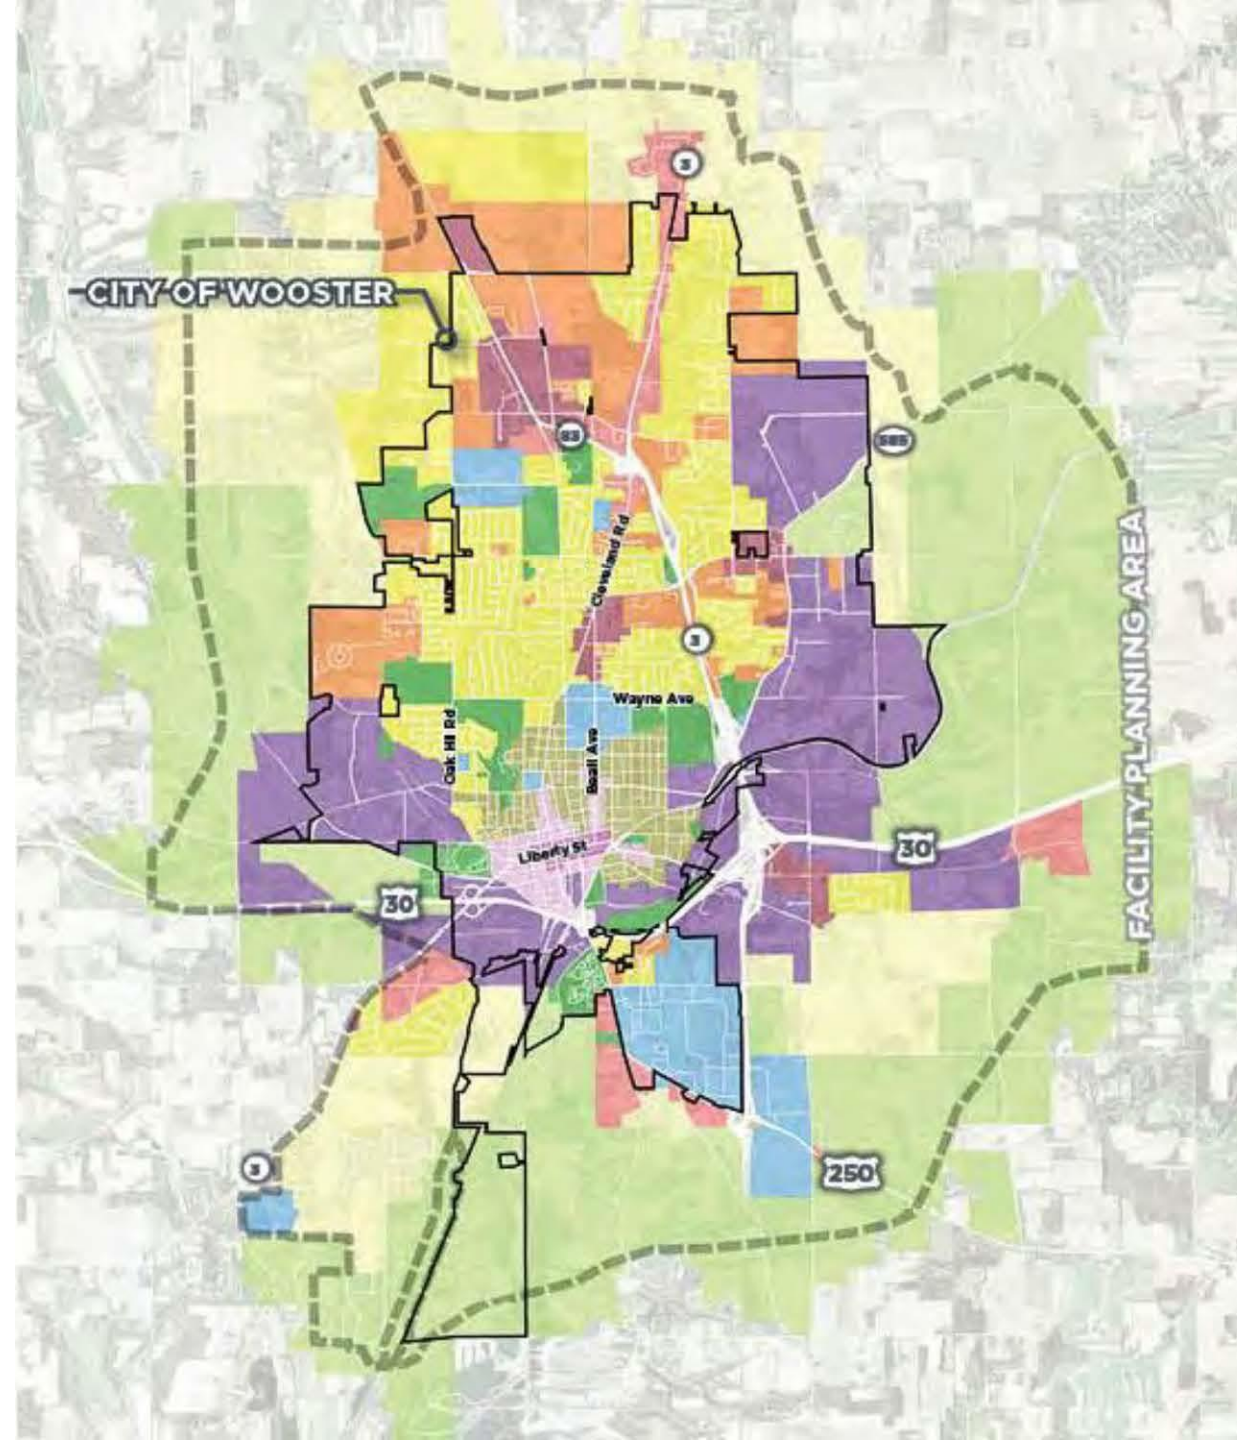 3
CITY OF WOOSTER
83
585
Cleveland Rd
3
FACILITY PLANNING AREA
Wayne Ave
Oak Hill Rd
Beall Ave
Liberty St
30
30
3
250